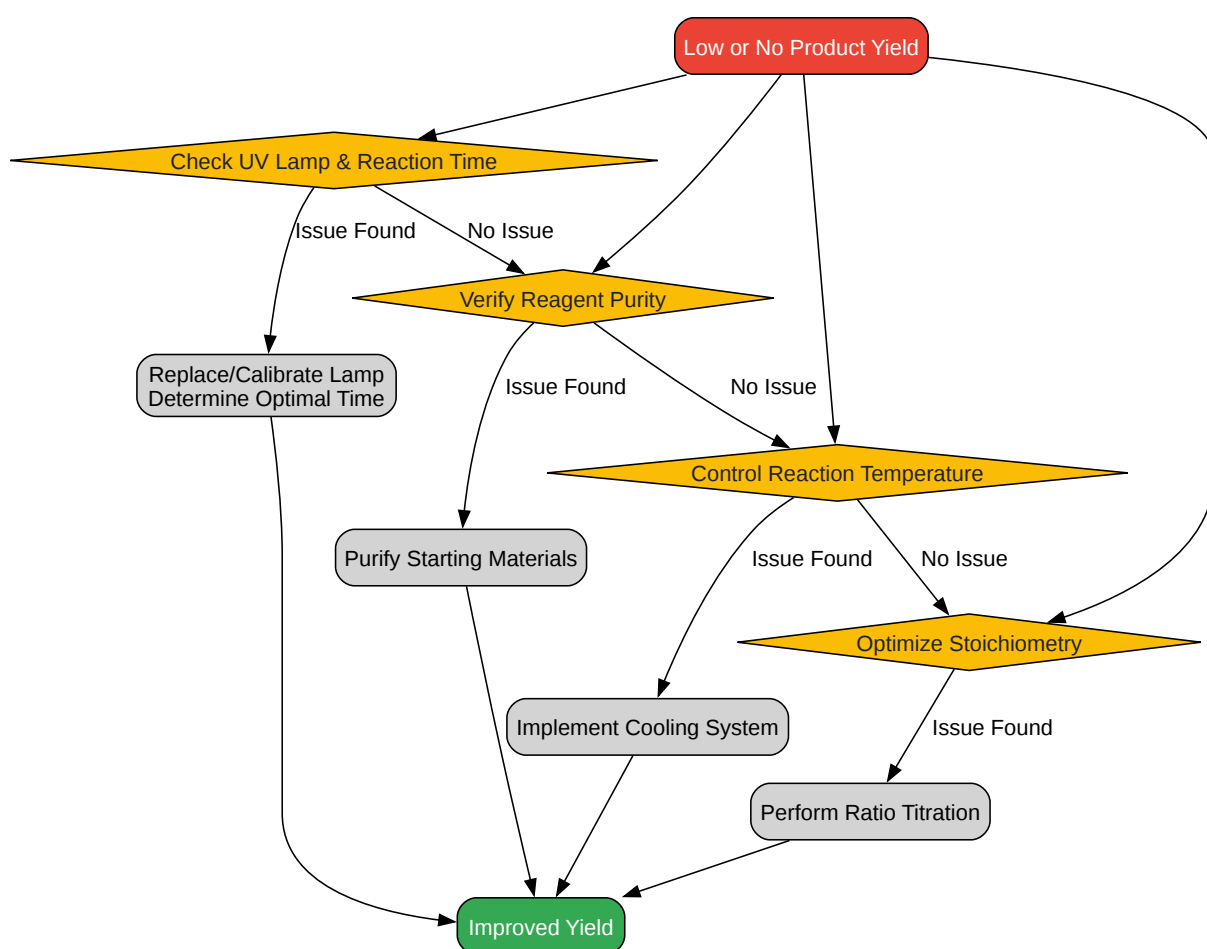 Low or No Product Yield
Check UV Lamp & Reaction Time
Issue Found
No Issue
Verify Reagent Purity
Replace/Calibrate Lamp
Determine Optimal Time
Issue Found
No Issue
Control Reaction Temperature
Purify Starting Materials
Issue Found
No Issue
Optimize Stoichiometry
Implement Cooling System
Issue Found
Perform Ratio Titration
Improved Yield